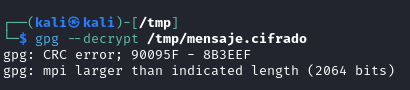 ┌──(kali㉿kali)-[/tmp]
└─$ gpg --decrypt /tmp/mensaje.cifrado
gpg: CRC error; 90095F - 8B3EEF
gpg: mpi larger than indicated length (2064 bits)